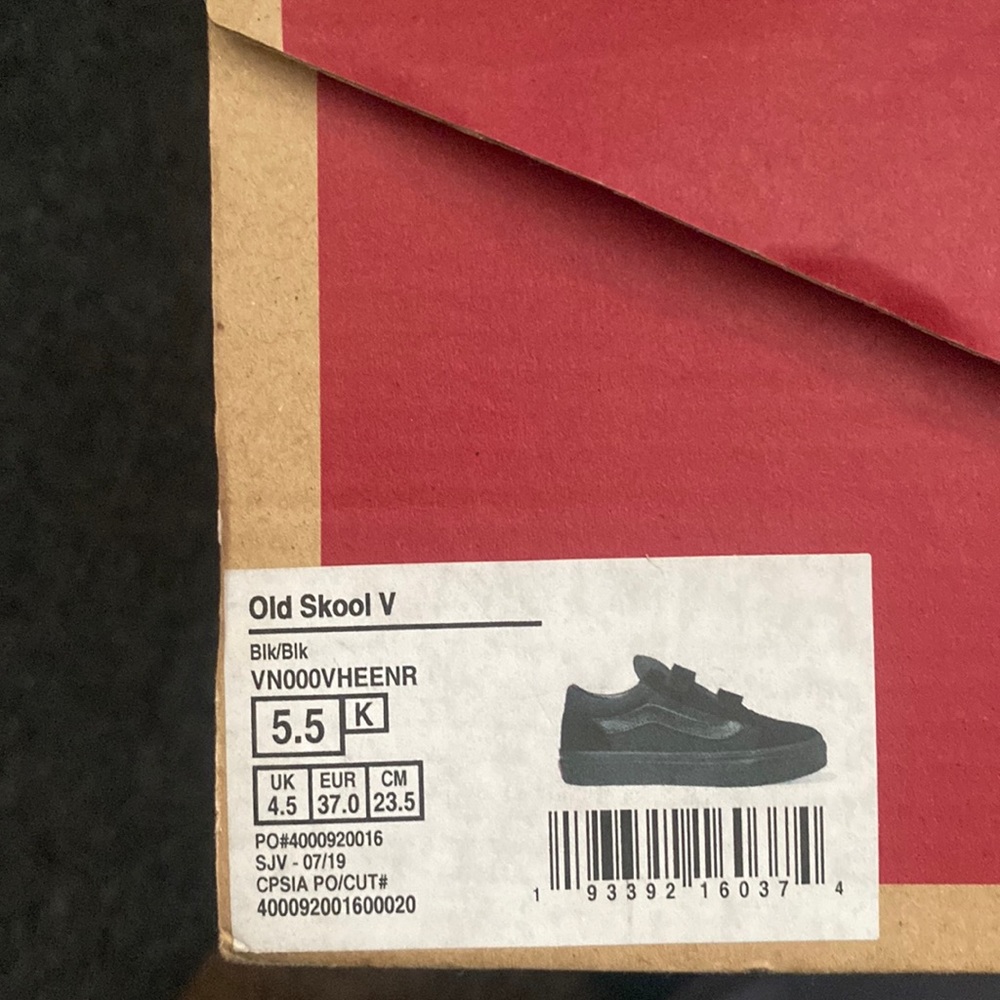 Old Skool V
Blk/Blk
VN000VHEENR
5.5 K
UK EUR CM
4.5 37.0 23.5
PO#4000920016
SJV - 07/19
CPSIA PO/CUT#
400092001600020
1 93392 16037 4